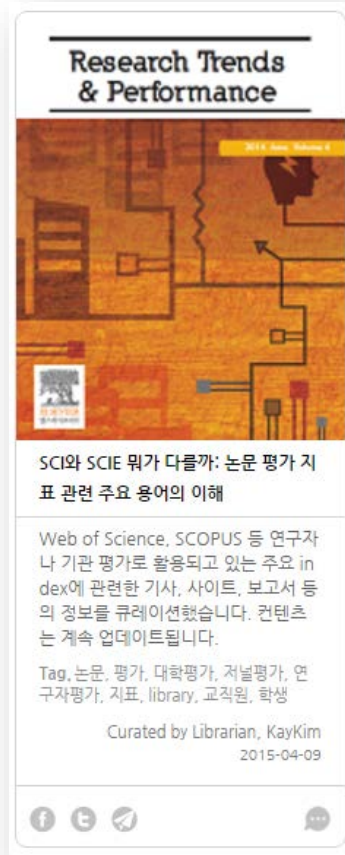 Research Trends
& Performance
2014. June. Volume 4
ELSEVIER
SCI와 SCIE 뭐가 다를까: 논문 평가 지
표 관련 주요 용어의 이해
Web of Science, SCOPUS 등 연구자
나 기관 평가로 활용되고 있는 주요 in
dex에 관련한 기사, 사이트, 보고서 등
의 정보를 큐레이션했습니다. 컨텐츠
는 계속 업데이트됩니다.
Tag. 논문, 평가, 대학평가, 저널평가, 연
구자평가, 지표, library, 교직원, 학생
Curated by Librarian, KayKim
2015-04-09